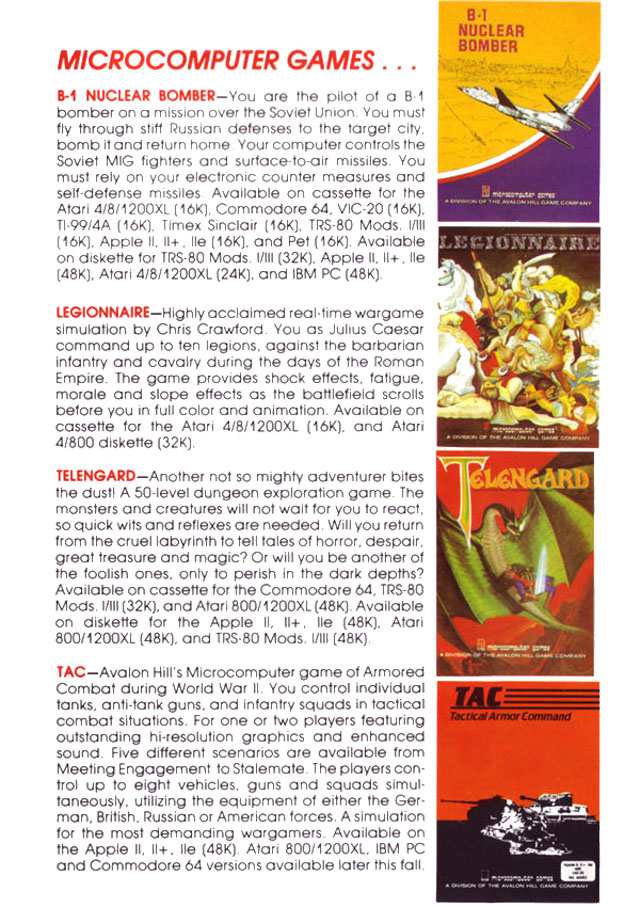 MICROCOMPUTER GAMES . . .
B-1 NUCLEAR BOMBER—You are the pilot of a B-1
bomber on a mission over the Soviet Union. You must
fly through stiff Russian defenses to the target city,
bomb it and return home. Your computer controls the
Soviet MIG fighters and surface-to-air missiles. You
must rely on your electronic counter measures and
self-defense missiles. Available on cassette for the
Atari 4/8/1200XL (16K), Commodore 64, VIC-20 (16K),
TI-99/4A (16K), Timex Sinclair (16K), TRS-80 Mods. I/III
(16K), Apple II, II+, IIe (16K), and Pet (16K). Available
on diskette for TRS-80 Mods. I/III (32K), Apple II, II+, IIe
(48K), Atari 4/8/1200XL (24K), and IBM PC (48K).
LEGIONNAIRE—Highly acclaimed real-time wargame
simulation by Chris Crawford. You as Julius Caesar
command up to ten legions, against the barbarian
infantry and cavalry during the days of the Roman
Empire. The game provides shock effects, fatigue,
morale and slope effects as the battlefield scrolls
before you in full color and animation. Available on
cassette for the Atari 4/8/1200XL (16K), and Atari
4/800 diskette (32K).
TELENGARD—Another not so mighty adventurer bites
the dust! A 50-level dungeon exploration game. The
monsters and creatures will not wait for you to react,
so quick wits and reflexes are needed. Will you return
from the cruel labyrinth to tell tales of horror, despair,
great treasure and magic? Or will you be another of
the foolish ones, only to perish in the dark depths?
Available on cassette for the Commodore 64, TRS-80
Mods. I/III (32K), and Atari 800/1200XL (48K). Available
on diskette for the Apple II, II+, IIe (48K), Atari
800/1200XL (48K), and TRS-80 Mods. I/III (48K).
TAC—Avalon Hill's Microcomputer game of Armored
Combat during World War II. You control individual
tanks, anti-tank guns, and infantry squads in tactical
combat situations. For one or two players featuring
outstanding hi-resolution graphics and enhanced
sound. Five different scenarios are available from
Meeting Engagement to Stalemate. The players con-
trol up to eight vehicles, guns and squads simul-
taneously, utilizing the equipment of either the Ger-
man, British, Russian or American forces. A simulation
for the most demanding wargamers. Available on
the Apple II, II+, IIe (48K). Atari 800/1200XL, IBM PC
and Commodore 64 versions available later this fall.
B-1
NUCLEAR
BOMBER
microcomputer games
A DIVISION OF THE AVALON HILL GAME COMPANY
LEGIONNAIRE
microcomputer games
A DIVISION OF THE AVALON HILL GAME COMPANY
TELENGARD
microcomputer games
A DIVISION OF THE AVALON HILL GAME COMPANY
TAC
Tactical Armor Command
microcomputer games
A DIVISION OF THE AVALON HILL GAME COMPANY